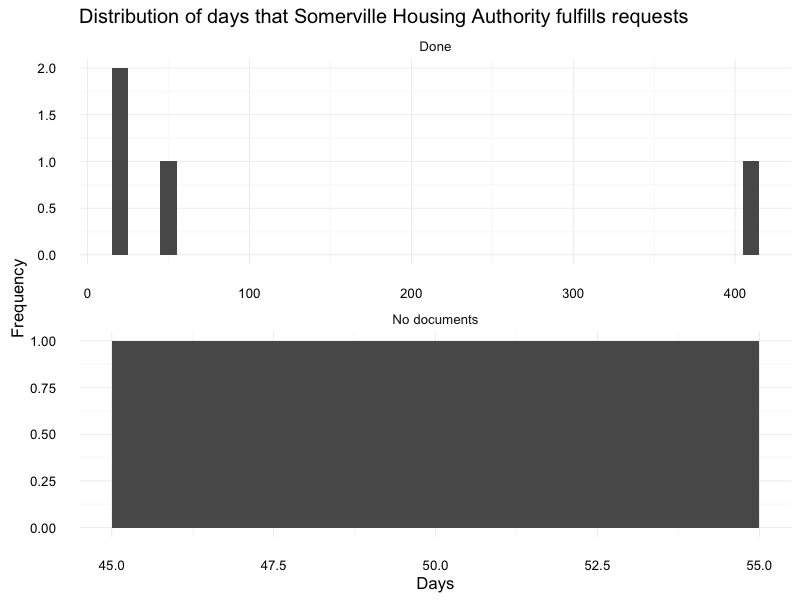 Distribution of days that Somerville Housing Authority fulfills requests
Done
2.0
1.5
1.0
0.5
0.0
0 100 200 300 400
Frequency
No documents
1.00
0.75
0.50
0.25
0.00
45.0 47.5 50.0 52.5 55.0
Days